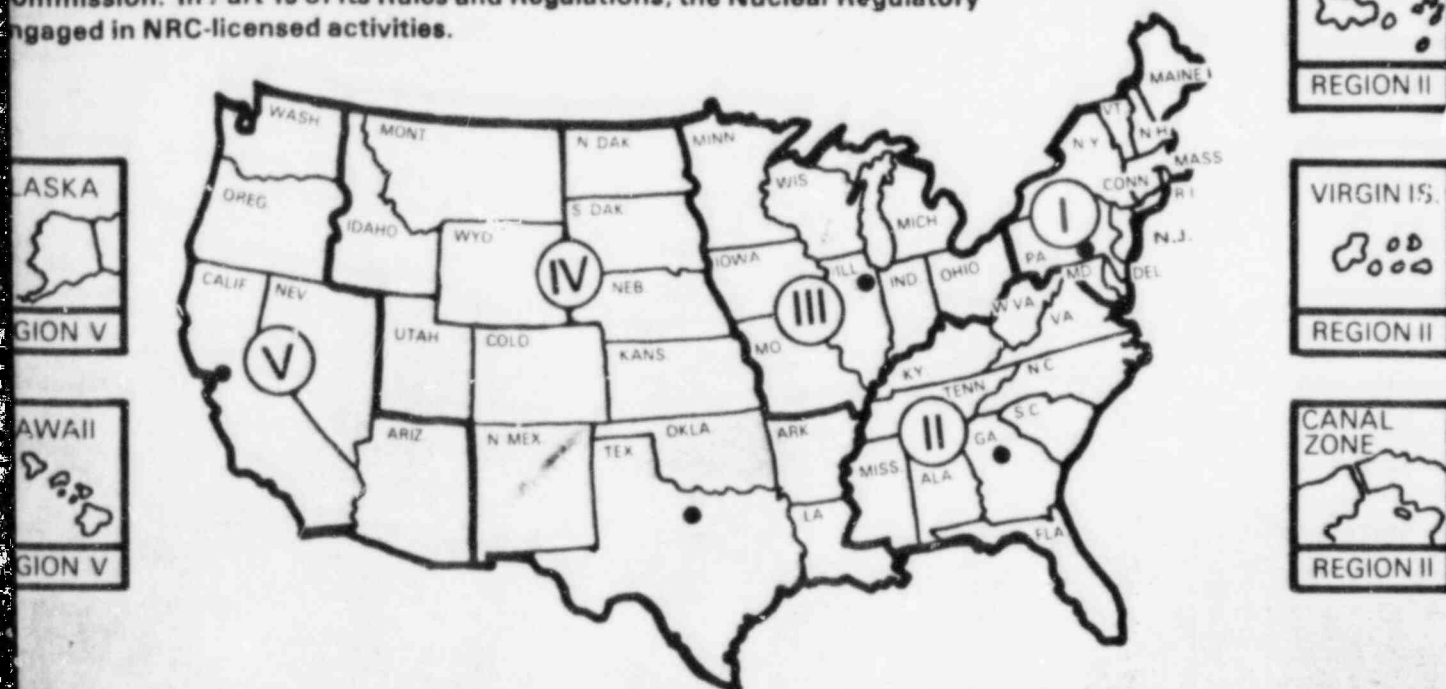 Commission. In Part 19 of its Rules and Regulations, the Nuclear Regulatory
ngaged in NRC-licensed activities.
REGION II
LASKA
GION V
AWAII
GION V
VIRGIN IS.
REGION II
CANAL
ZONE
REGION II
WASH
MONT
N DAK
MINN
MAINE
VT
N H
N Y
MASS
CONN
R I
OREG
IDAHO
WYO
S DAK
WIS
MICH
I
N.J.
PA
MD
DEL
IV
NEB
IOWA
ILL
IND
OHIO
W VA
VA
III
CALIF
NEV
UTAH
COLO
KANS
MO
KY
V
TENN
N C
S C
II
GA
ARIZ
N MEX
TEX
OKLA
ARK
MISS
ALA
LA
FLA